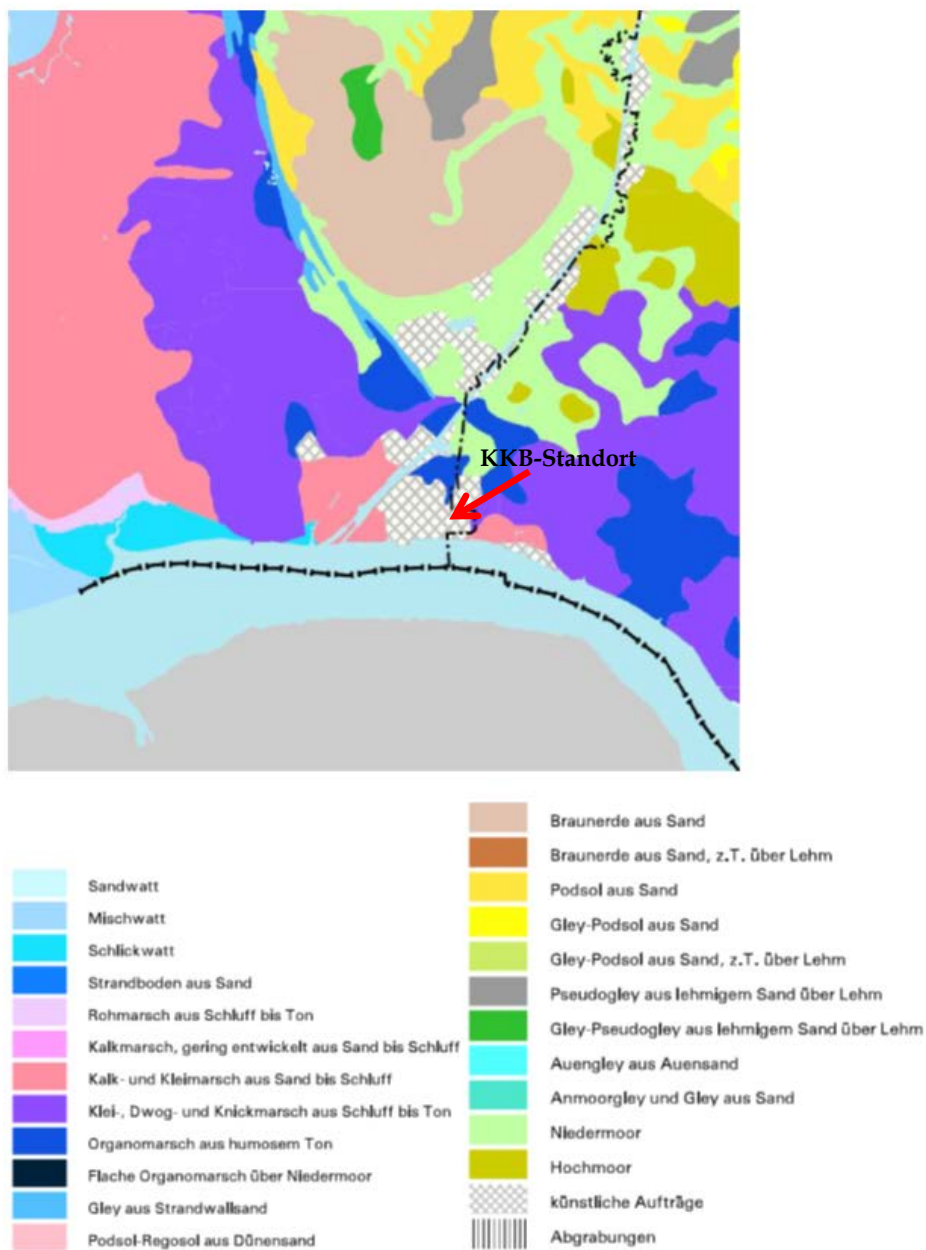 KKB-Standort
Sandwatt
Mischwatt
Schlickwatt
Strandboden aus Sand
Rohmarsch aus Schluff bis Ton
Kalkmarsch, gering entwickelt aus Sand bis Schluff
Kalk- und Kleimarsch aus Sand bis Schluff
Klei-, Dwog- und Knickmarsch aus Schluff bis Ton
Organomarsch aus humosem Ton
Flache Organomarsch über Niedermoor
Gley aus Strandwallsand
Podsol-Regosol aus Dünensand
Braunerde aus Sand
Braunerde aus Sand, z.T. über Lehm
Podsol aus Sand
Gley-Podsol aus Sand
Gley-Podsol aus Sand, z.T. über Lehm
Pseudogley aus lehmigem Sand über Lehm
Gley-Pseudogley aus lehmigem Sand über Lehm
Auengley aus Auensand
Anmoorgley und Gley aus Sand
Niedermoor
Hochmoor
künstliche Aufträge
Abgrabungen